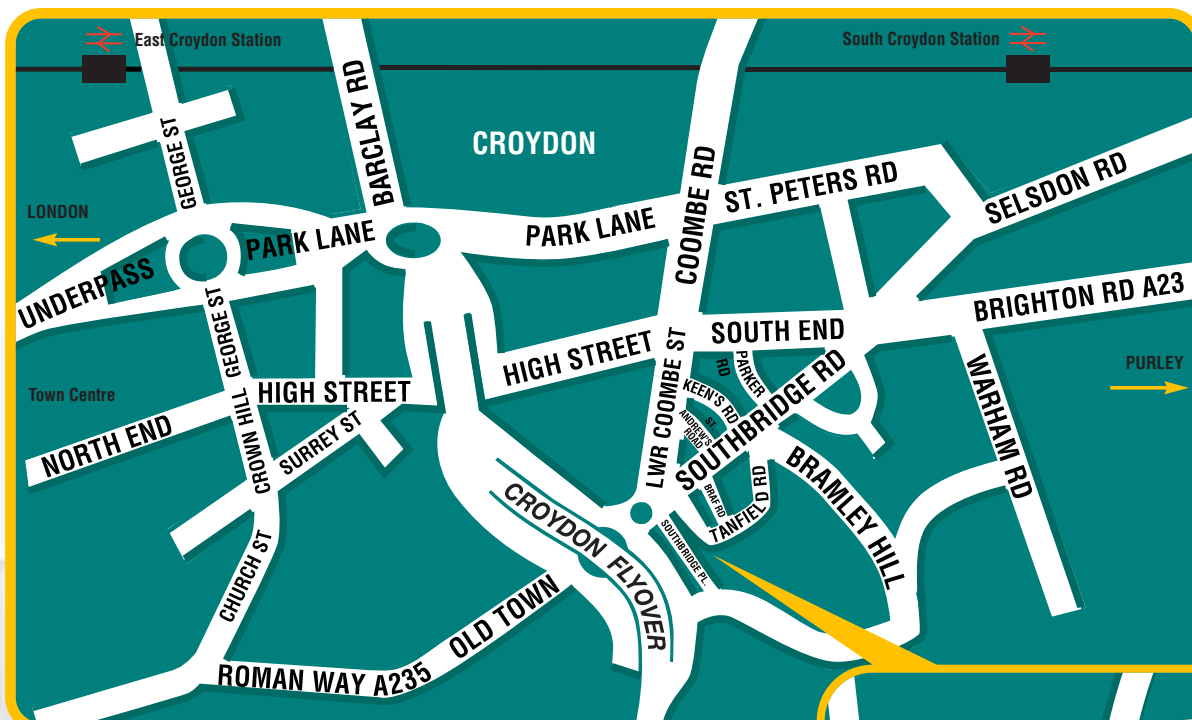 East Croydon Station
South Croydon Station
BARCLAY RD
GEORGE ST
CROYDON
COOMBE RD
ST. PETERS RD
SELSDON RD
LONDON
PARK LANE
PARK LANE
UNDERPASS
GEORGE ST
BRIGHTON RD A23
SOUTH END
HIGH STREET
PURLEY
Town Centre
HIGH STREET
LWR COOMBE ST
PARKER
RD
KEEN'S RD
ST.
ANDREW'S
ROAD
SOUTHBRIDGE RD
WARHAM RD
NORTH END
CROWN HILL
SURREY ST
BRAF RD
TANFIELD RD
BRAMLEY HILL
CROYDON FLYOVER
SOUTHBRIDGE PL.
CHURCH ST
OLD TOWN
ROMAN WAY A235